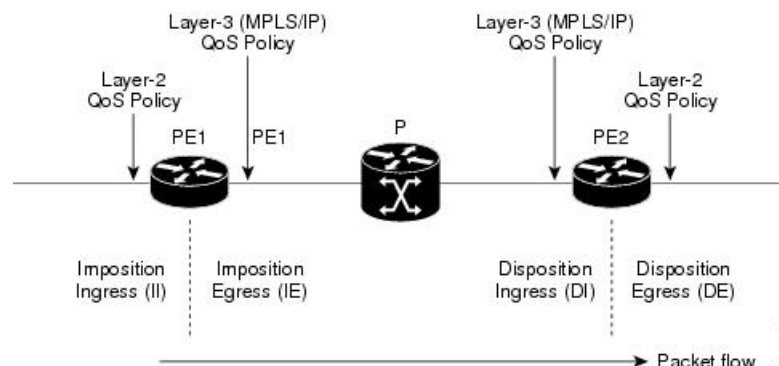 Layer-3 (MPLS/IP)
QoS Policy
Layer-3 (MPLS/IP)
QoS Policy
Layer-2
QoS Policy
Layer-2
QoS Policy
PE1
PE1
P
PE2
Imposition
Ingress (II)
Imposition
Egress (IE)
Disposition
Ingress (DI)
Disposition
Egress (DE)
Packet flow